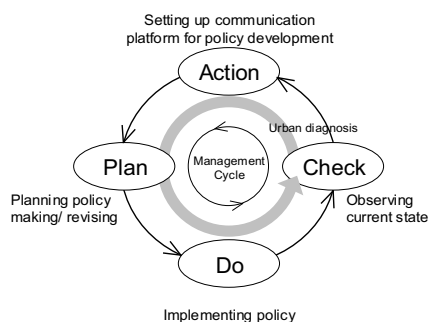 Setting up communication
platform for policy development
Action
Urban diagnosis
Plan
Management
Cycle
Check
Planning policy
making/ revising
Observing
current state
Do
Implementing policy